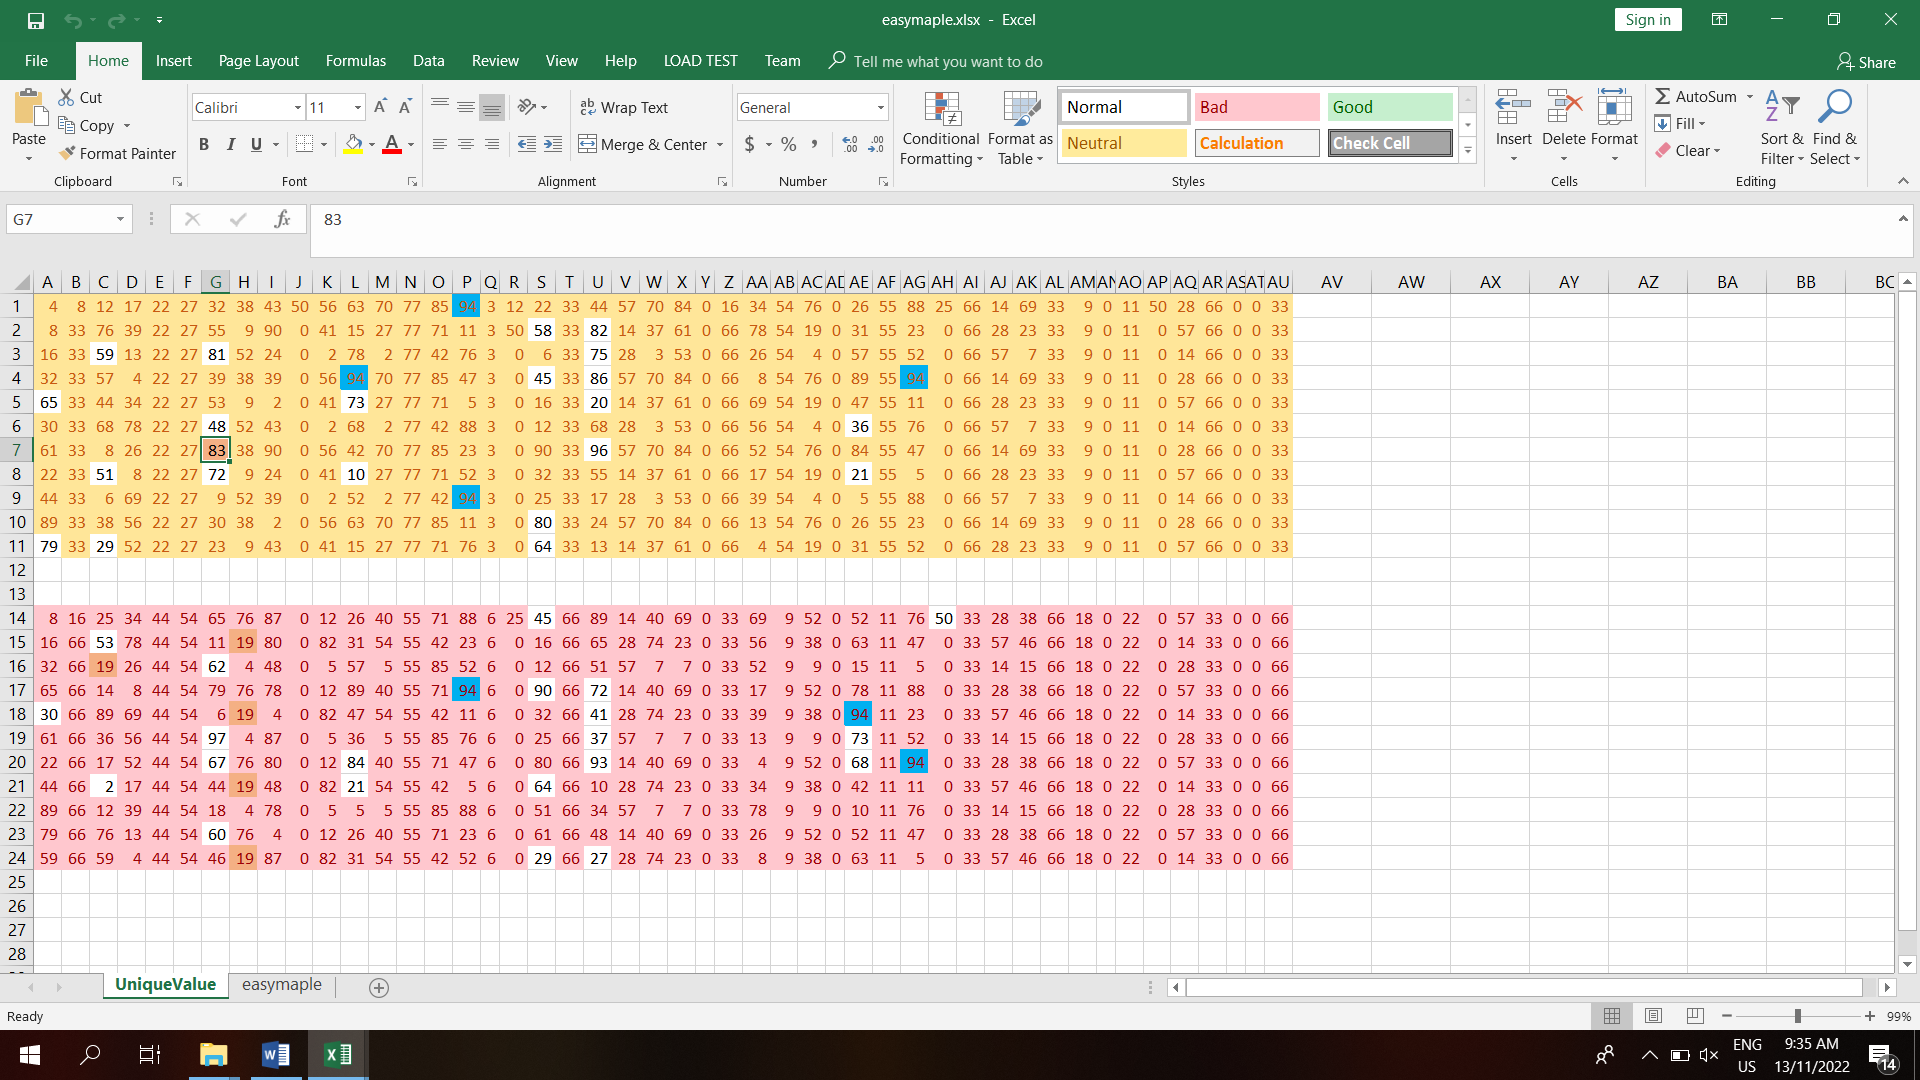 easymaple.xlsx - Excel
Sign in
File Home Insert Page Layout Formulas Data Review View Help LOAD TEST Team Tell me what you want to do Share
Paste Cut Copy Format Painter Clipboard
Calibri 11 B I U Font
Wrap Text Merge & Center Alignment
General $ % , Number
Conditional Formatting Format as Table Normal Bad Good Neutral Calculation Check Cell Styles
Insert Delete Format Cells
AutoSum Fill Clear Sort & Filter Find & Select Editing
G7 fx 83
A B C D E F G H I J K L M N O P Q R S T U V W X Y Z AA AB AC AD AE AF AG AH AI AJ AK AL AM AN AO AP AQ AR AS AT AU AV AW AX AY AZ BA BB BC
1 4 8 12 17 22 27 32 38 43 50 56 63 70 77 85 94 3 12 22 33 44 57 70 84 0 16 34 54 76 0 26 55 88 25 66 14 69 33 9 0 11 50 28 66 0 0 33
2 8 33 76 39 22 27 55 9 90 0 41 15 27 77 71 11 3 50 58 33 82 14 37 61 0 66 78 54 19 0 31 55 23 0 66 28 23 33 9 0 11 0 57 66 0 0 33
3 16 33 59 13 22 27 81 52 24 0 2 78 2 77 42 76 3 0 6 33 75 28 3 53 0 66 26 54 4 0 57 55 52 0 66 57 7 33 9 0 11 0 14 66 0 0 33
4 32 33 57 4 22 27 39 38 39 0 56 94 70 77 85 47 3 0 45 33 86 57 70 84 0 66 8 54 76 0 89 55 94 0 66 14 69 33 9 0 11 0 28 66 0 0 33
5 65 33 44 34 22 27 53 9 2 0 41 73 27 77 71 5 3 0 16 33 20 14 37 61 0 66 69 54 19 0 47 55 11 0 66 28 23 33 9 0 11 0 57 66 0 0 33
6 30 33 68 78 22 27 48 52 43 0 2 68 2 77 42 88 3 0 12 33 68 28 3 53 0 66 56 54 4 0 36 55 76 0 66 57 7 33 9 0 11 0 14 66 0 0 33
7 61 33 8 26 22 27 83 38 90 0 56 42 70 77 85 23 3 0 90 33 96 57 70 84 0 66 52 54 76 0 84 55 47 0 66 14 69 33 9 0 11 0 28 66 0 0 33
8 22 33 51 8 22 27 72 9 24 0 41 10 27 77 71 52 3 0 32 33 55 14 37 61 0 66 17 54 19 0 21 55 5 0 66 28 23 33 9 0 11 0 57 66 0 0 33
9 44 33 6 69 22 27 9 52 39 0 2 52 2 77 42 94 3 0 25 33 17 28 3 53 0 66 39 54 4 0 5 55 88 0 66 57 7 33 9 0 11 0 14 66 0 0 33
10 89 33 38 56 22 27 30 38 2 0 56 63 70 77 85 11 3 0 80 33 24 57 70 84 0 66 13 54 76 0 26 55 23 0 66 14 69 33 9 0 11 0 28 66 0 0 33
11 79 33 29 52 22 27 23 9 43 0 41 15 27 77 71 76 3 0 64 33 13 14 37 61 0 66 4 54 19 0 31 55 52 0 66 28 23 33 9 0 11 0 57 66 0 0 33
12
13
14 8 16 25 34 44 54 65 76 87 0 12 26 40 55 71 88 6 25 45 66 89 14 40 69 0 33 69 9 52 0 52 11 76 50 33 28 38 66 18 0 22 0 57 33 0 0 66
15 16 66 53 78 44 54 11 19 80 0 82 31 54 55 42 23 6 0 16 66 65 28 74 23 0 33 56 9 38 0 63 11 47 0 33 57 46 66 18 0 22 0 14 33 0 0 66
16 32 66 19 26 44 54 62 4 48 0 5 57 5 55 85 52 6 0 12 66 51 57 7 7 0 33 52 9 9 0 15 11 5 0 33 14 15 66 18 0 22 0 28 33 0 0 66
17 65 66 14 8 44 54 79 76 78 0 12 89 40 55 71 94 6 0 90 66 72 14 40 69 0 33 17 9 52 0 78 11 88 0 33 28 38 66 18 0 22 0 57 33 0 0 66
18 30 66 89 69 44 54 6 19 4 0 82 47 54 55 42 11 6 0 32 66 41 28 74 23 0 33 39 9 38 0 94 11 23 0 33 57 46 66 18 0 22 0 14 33 0 0 66
19 61 66 36 56 44 54 97 4 87 0 5 36 5 55 85 76 6 0 25 66 37 57 7 7 0 33 13 9 9 0 73 11 52 0 33 14 15 66 18 0 22 0 28 33 0 0 66
20 22 66 17 52 44 54 67 76 80 0 12 84 40 55 71 47 6 0 80 66 93 14 40 69 0 33 4 9 52 0 68 11 94 0 33 28 38 66 18 0 22 0 57 33 0 0 66
21 44 66 2 17 44 54 44 19 48 0 82 21 54 55 42 5 6 0 64 66 10 28 74 23 0 33 34 9 38 0 42 11 11 0 33 57 46 66 18 0 22 0 14 33 0 0 66
22 89 66 12 39 44 54 18 4 78 0 5 5 5 55 85 88 6 0 51 66 34 57 7 7 0 33 78 9 9 0 10 11 76 0 33 14 15 66 18 0 22 0 28 33 0 0 66
23 79 66 76 13 44 54 60 76 4 0 12 26 40 55 71 23 6 0 61 66 48 14 40 69 0 33 26 9 52 0 52 11 47 0 33 28 38 66 18 0 22 0 57 33 0 0 66
24 59 66 59 4 44 54 46 19 87 0 82 31 54 55 42 52 6 0 29 66 27 28 74 23 0 33 8 9 38 0 63 11 5 0 33 57 46 66 18 0 22 0 14 33 0 0 66
25
26
27
28
UniqueValue easymaple
Ready 99%
ENG US 9:35 AM 13/11/2022 14